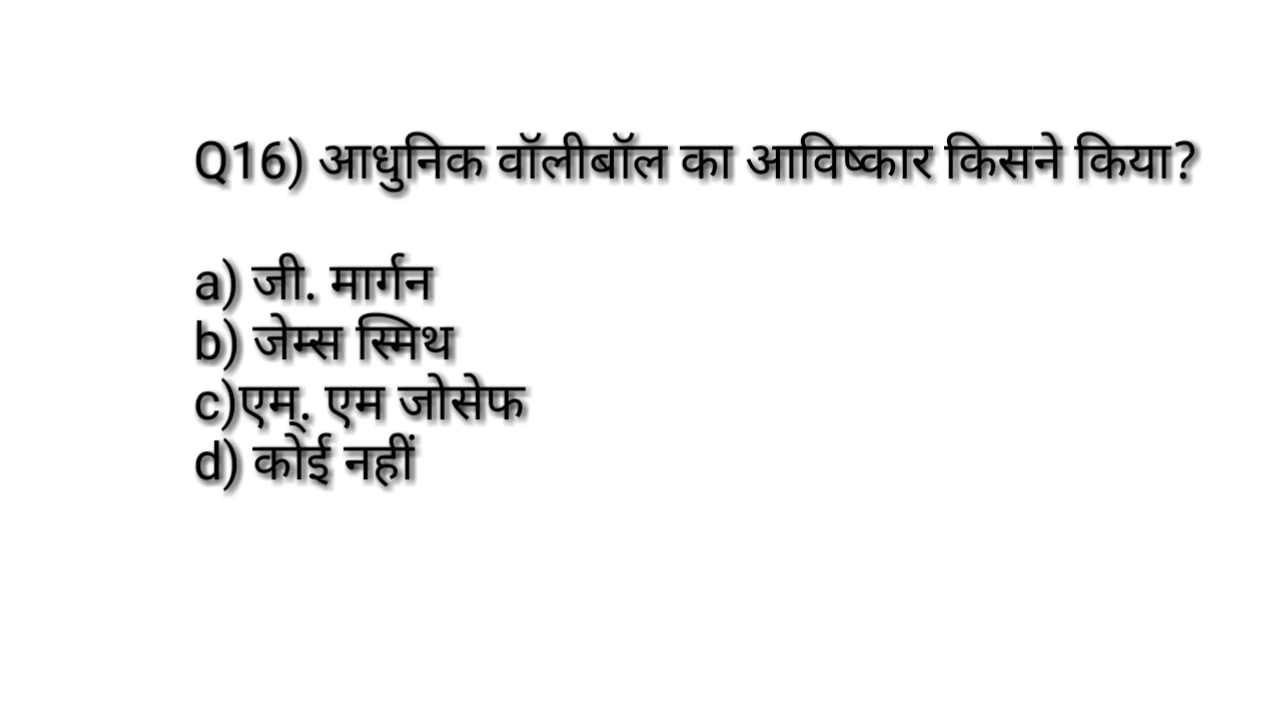 Q16) आधुनिक वॉलीबॉल का आविष्कार किसने किया?
a) जी. मार्गन
b) जेम्स स्मिथ
c)एम्. एम जोसेफ
d) कोई नहीं